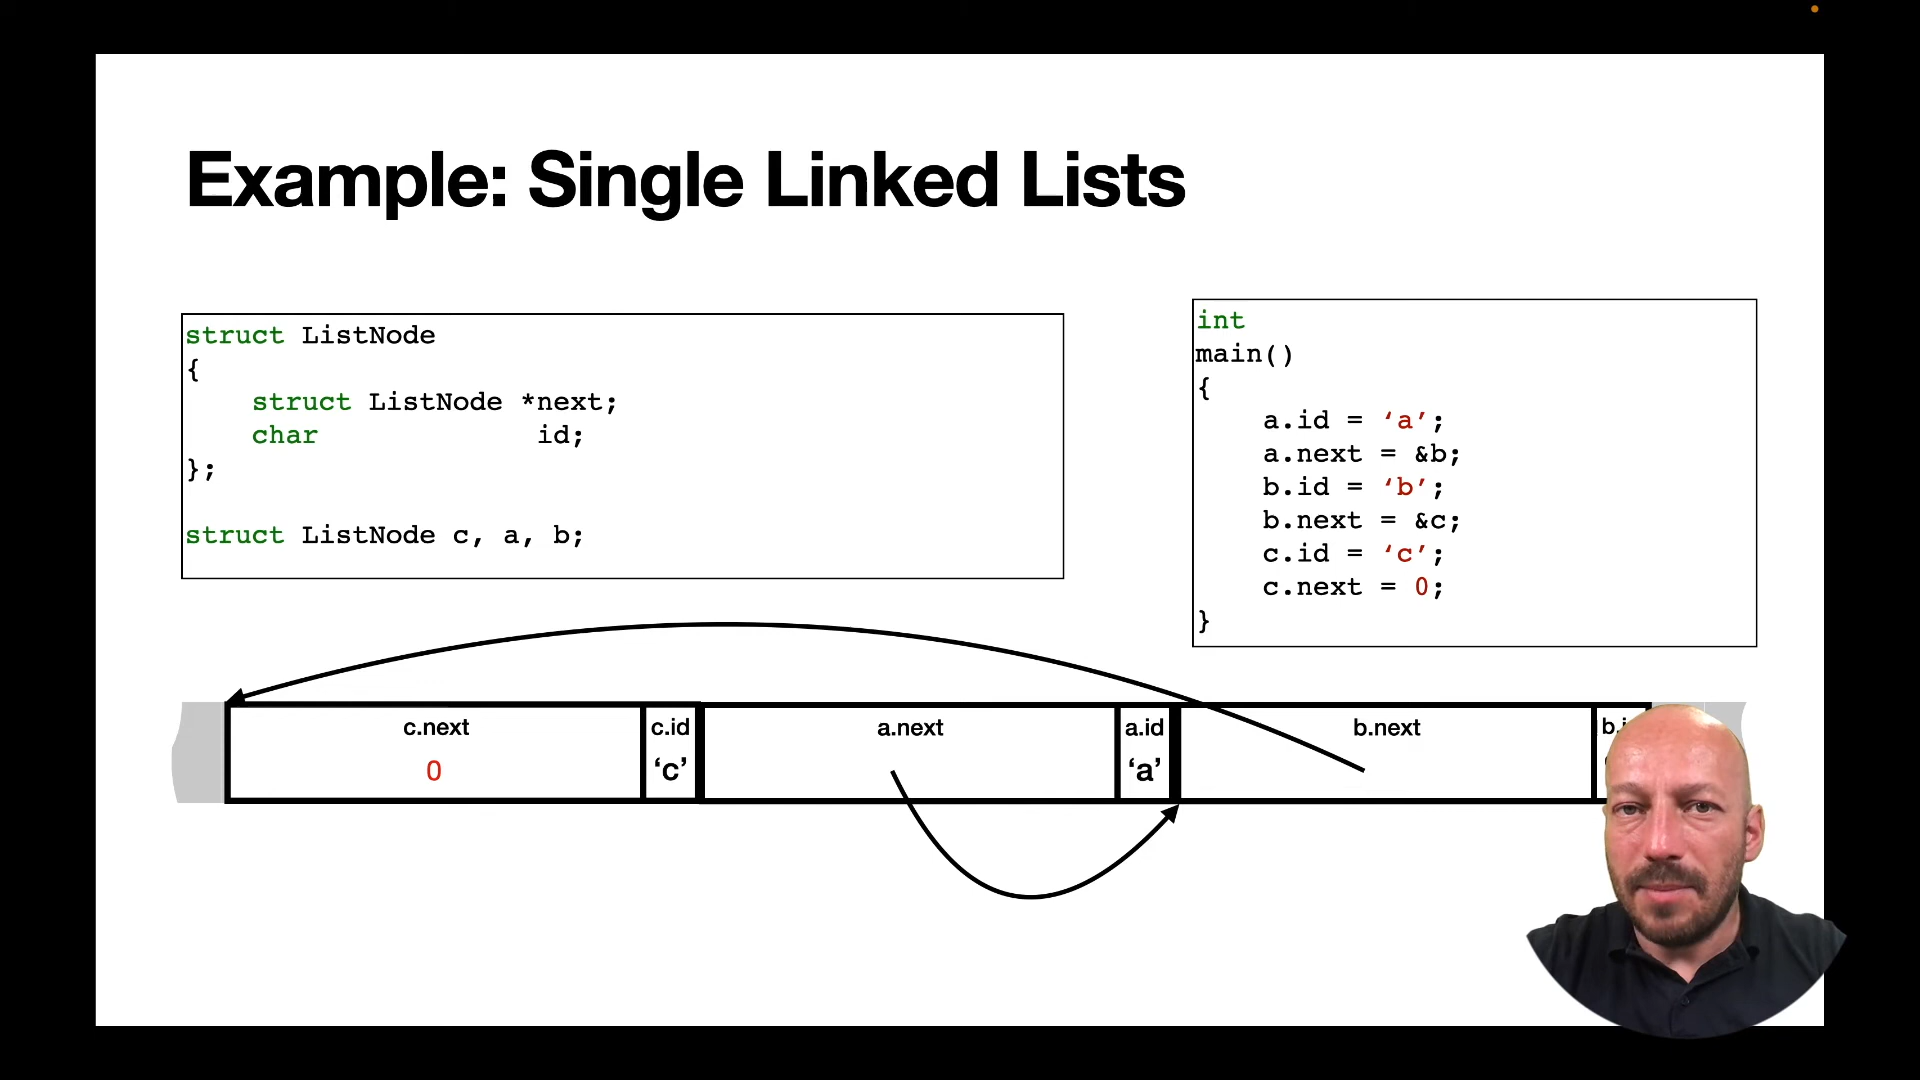 Example: Single Linked Lists
struct ListNode
{
    struct ListNode *next;
    char             id;
};
struct ListNode c, a, b;
int
main()
{
    a.id = ‘a’;
    a.next = &b;
    b.id = ‘b’;
    b.next = &c;
    c.id = ‘c’;
    c.next = 0;
}
c.next c.id a.next a.id b.next
0 ‘c’ ‘a’